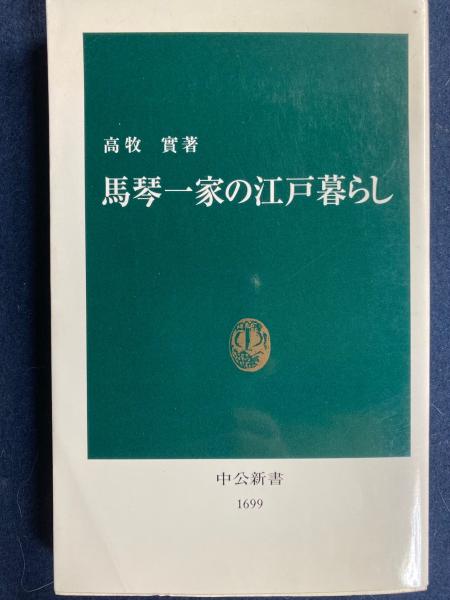 高牧 實著
馬琴一家の江戸暮らし
中公新書
1699